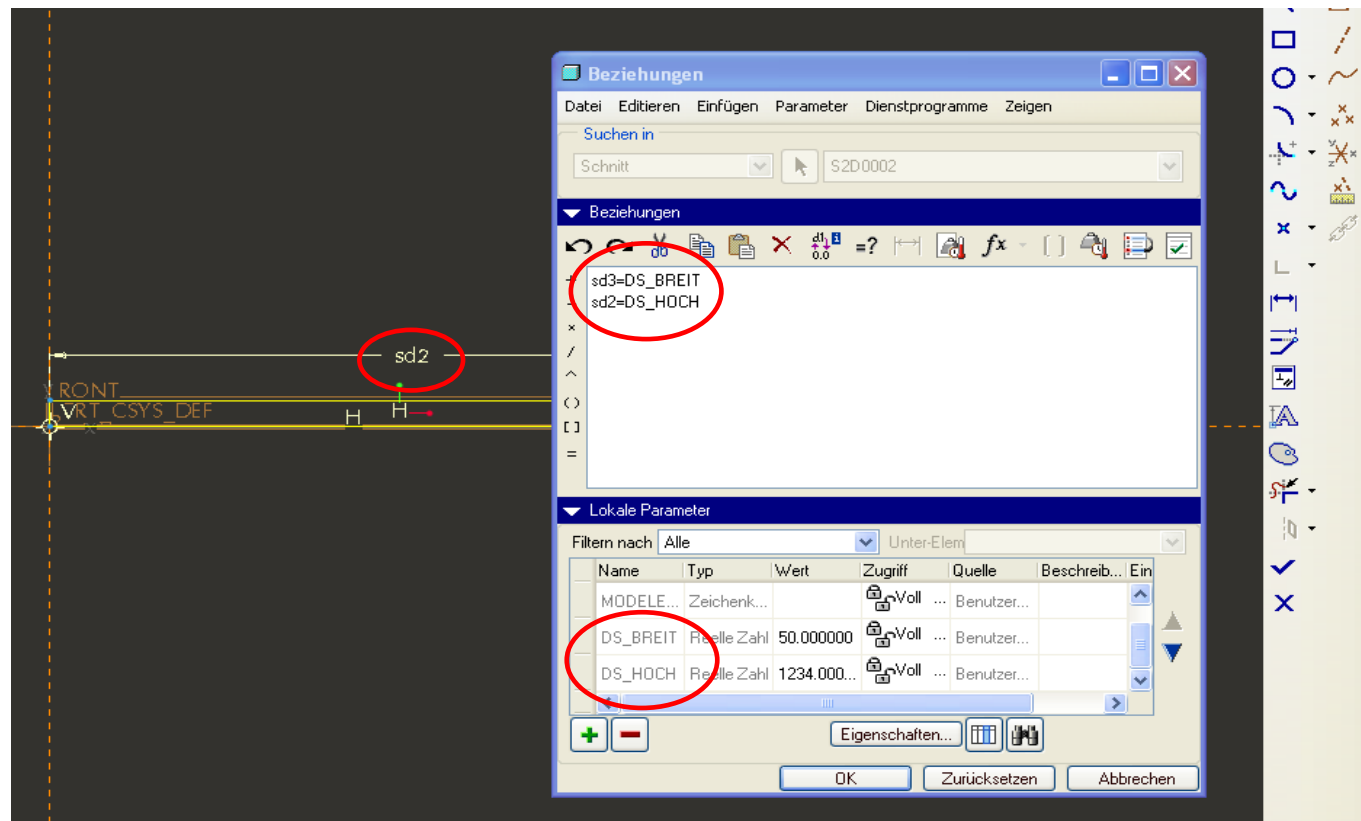 Beziehungen
Datei Editieren Einfügen Parameter Dienstprogramme Zeigen
Suchen in
Schnitt S2D0002
Beziehungen
sd3=DS_BREIT
sd2=DS_HOCH
sd2
RONT
VRT_CSYS_DEF
H H
Lokale Parameter
Filtern nach Alle Unter-Elem
Name Typ Wert Zugriff Quelle Beschreib... Ein
MODELE... Zeichenk... Voll ... Benutzer...
DS_BREIT Reelle Zahl 50.000000 Voll ... Benutzer...
DS_HOCH Reelle Zahl 1234.000... Voll ... Benutzer...
Eigenschaften...
OK Zurücksetzen Abbrechen